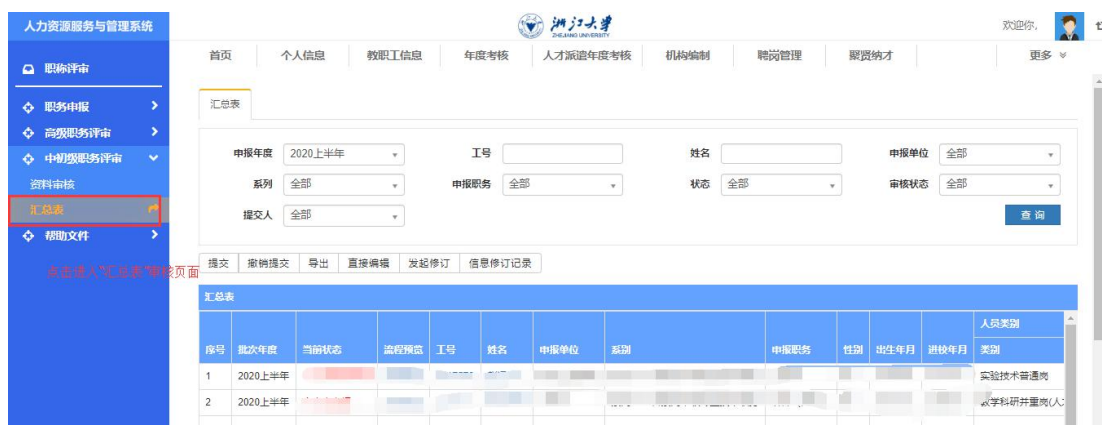 人力资源服务与管理系统
浙江大学
ZHEJIANG UNIVERSITY
欢迎你,
职称评审
首页 个人信息 教职工信息 年度考核 人才派遣年度考核 机构编制 聘岗管理 聚贤纳才 更多
职务申报
高级职务评审
中初级职务评审
资料审核
汇总表
帮助文件
点击进入"汇总表"审核页面
汇总表
申报年度 2020上半年 工号 姓名 申报单位 全部
系列 全部 申报职务 全部 状态 全部 审核状态 全部
提交人 全部 查询
提交 撤销提交 导出 直接编辑 发起修订 信息修订记录
汇总表
人员类别
序号 批次年度 当前状态 流程预览 工号 姓名 申报单位 系列 申报职务 性别 出生年月 进校年月 类别
1 2020上半年 实验技术普通岗
2 2020上半年 教学科研并重岗(人